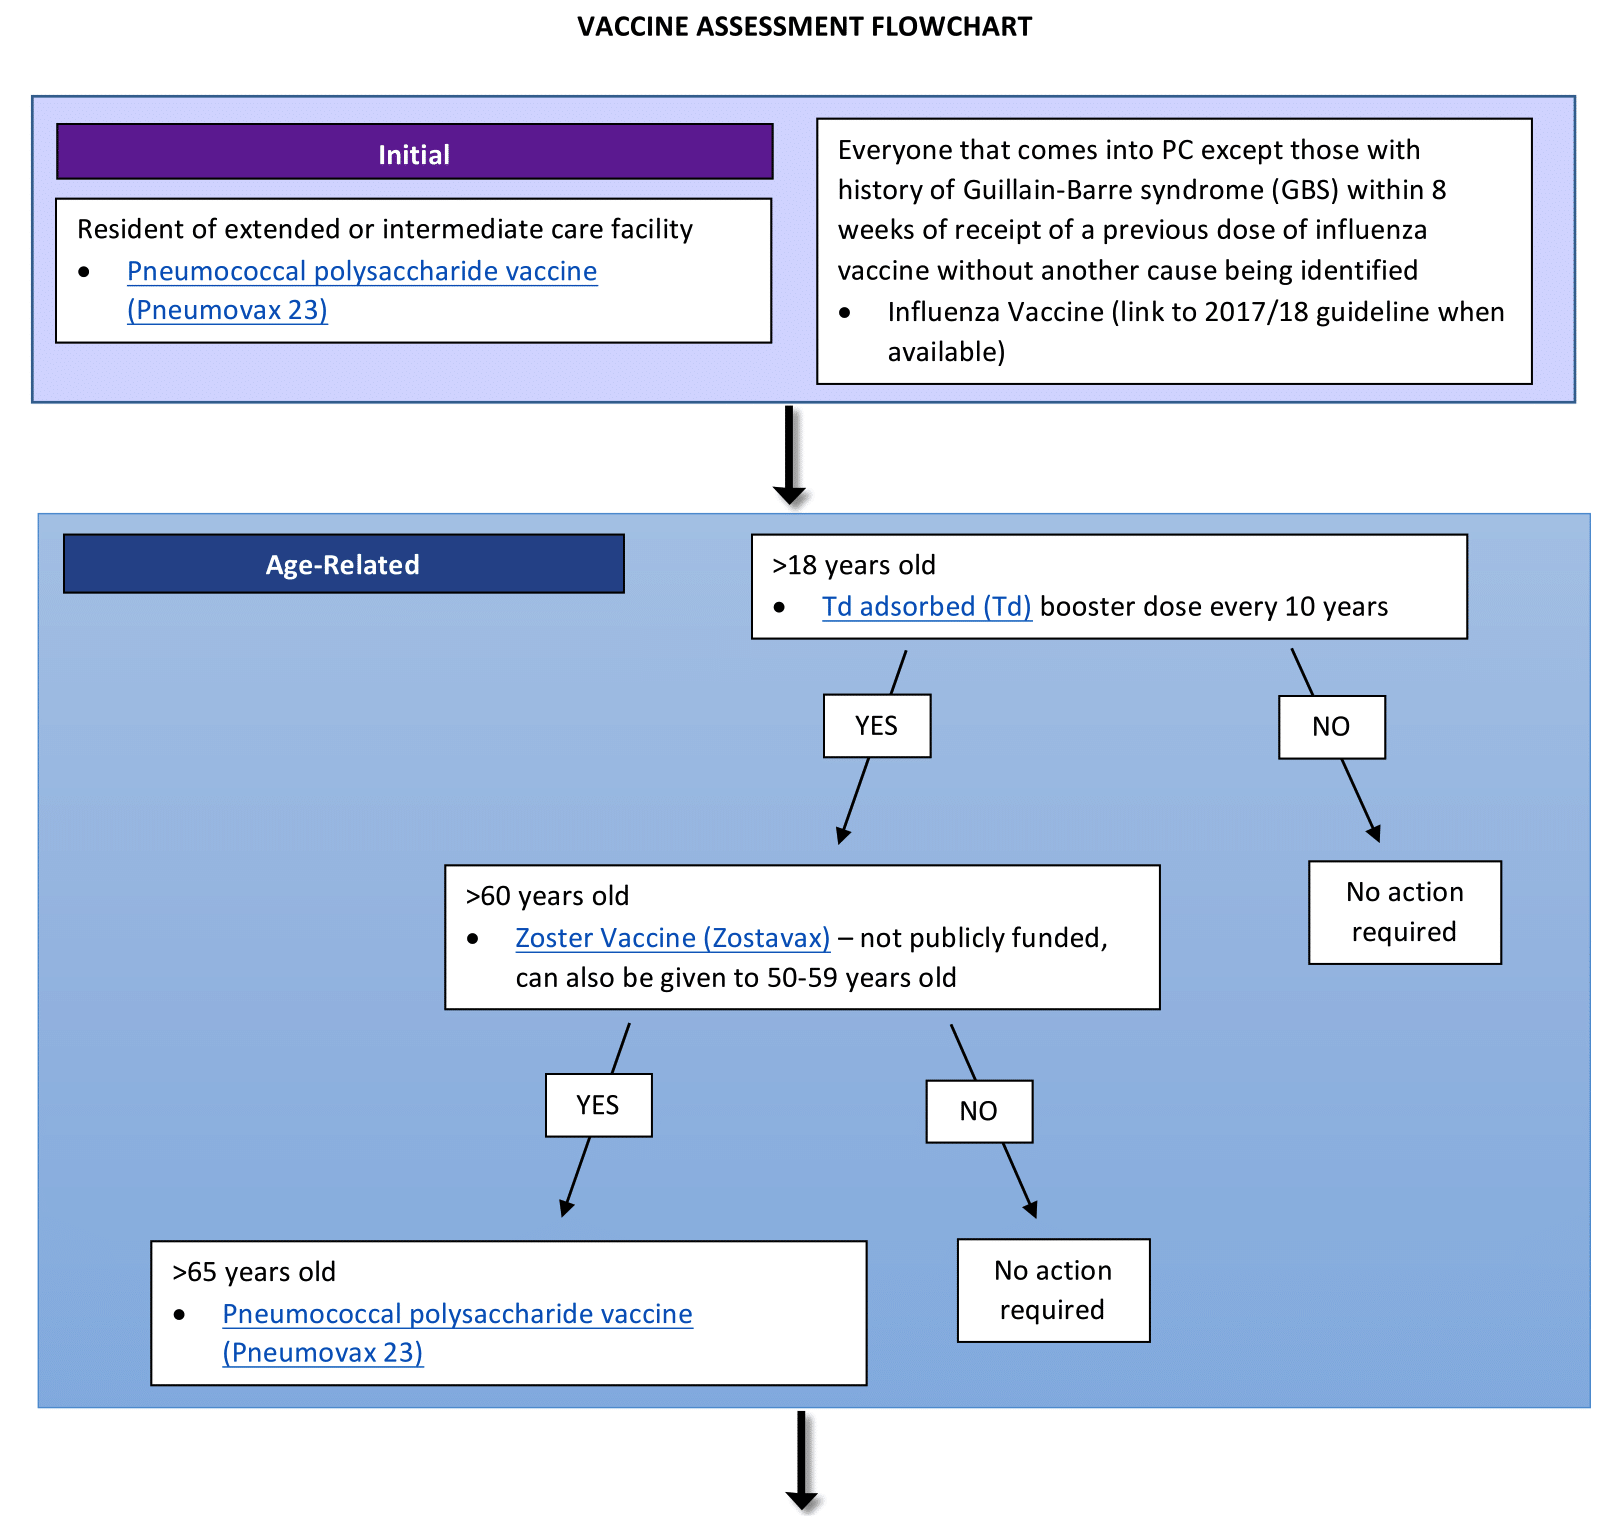 VACCINE ASSESSMENT FLOWCHART
Initial
Resident of extended or intermediate care facility
• Pneumococcal polysaccharide vaccine
(Pneumovax 23)
Everyone that comes into PC except those with
history of Guillain-Barre syndrome (GBS) within 8
weeks of receipt of a previous dose of influenza
vaccine without another cause being identified
• Influenza Vaccine (link to 2017/18 guideline when
available)
Age-Related
>18 years old
• Td adsorbed (Td) booster dose every 10 years
YES
NO
>60 years old
• Zoster Vaccine (Zostavax) – not publicly funded,
can also be given to 50-59 years old
No action
required
YES
NO
>65 years old
• Pneumococcal polysaccharide vaccine
(Pneumovax 23)
No action
required